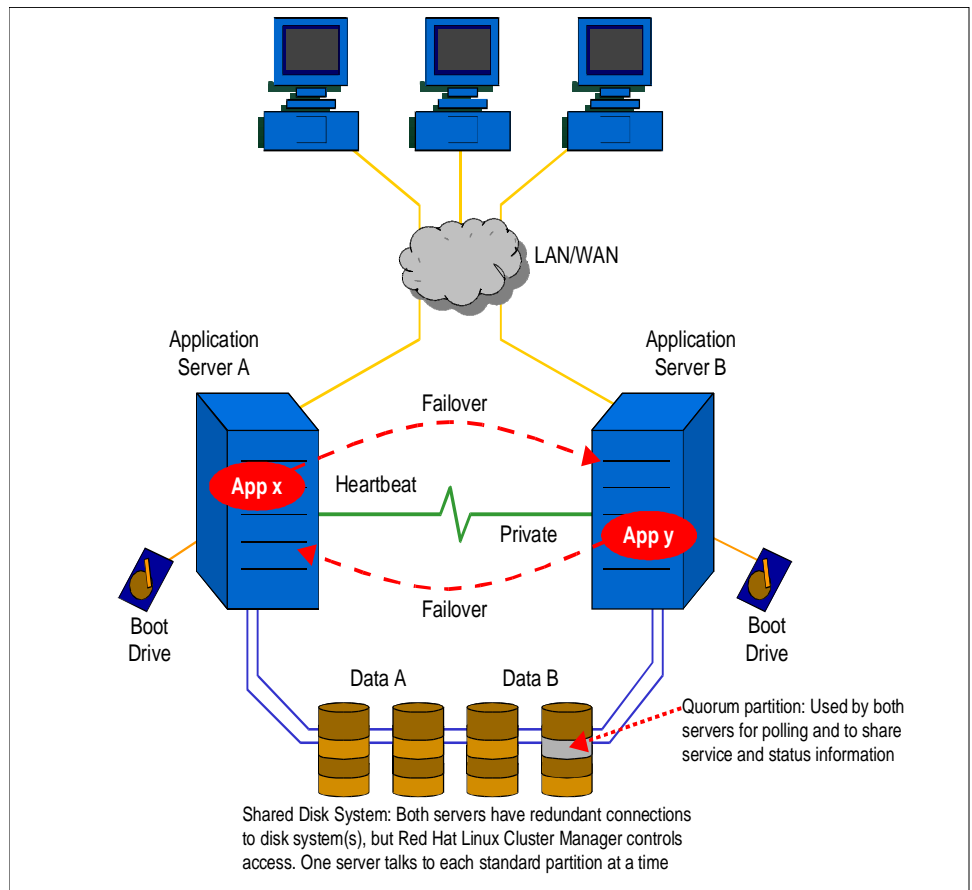 LAN/WAN
Application
Server A
Application
Server B
Failover
App x
Heartbeat
Private
App y
Failover
Boot
Drive
Boot
Drive
Data A
Data B
Quorum partition: Used by both
servers for polling and to share
service and status information
Shared Disk System: Both servers have redundant connections
to disk system(s), but Red Hat Linux Cluster Manager controls
access. One server talks to each standard partition at a time